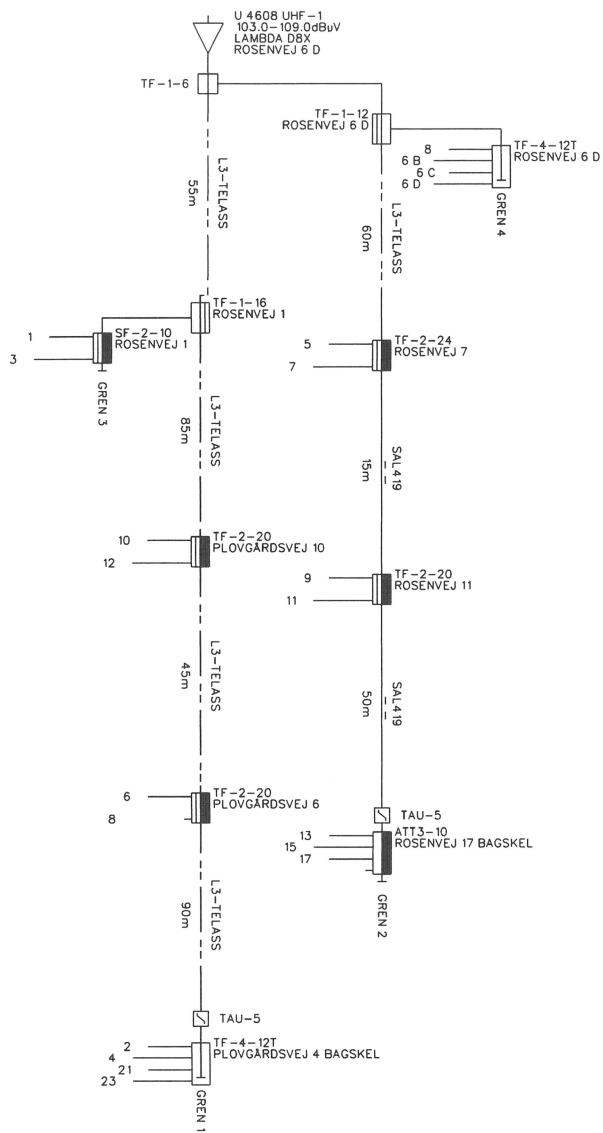 U 4608 UHF-1
103.0-109.0dBuV
LAMBDA D8X
ROSENVEJ 6 D
TF-1-6
TF-1-12
ROSENVEJ 6 D
8
6 B
6 C
6 D
TF-4-12T
ROSENVEJ 6 D
GREN 4
L3-TELASS
55m
L3-TELASS
60m
TF-1-16
ROSENVEJ 1
1
3
SF-2-10
ROSENVEJ 1
GREN 3
5
7
TF-2-24
ROSENVEJ 7
L3-TELASS
85m
SAL419
15m
10
12
TF-2-20
PLOVGÅRDSVEJ 10
9
11
TF-2-20
ROSENVEJ 11
L3-TELASS
45m
SAL419
50m
6
8
TF-2-20
PLOVGÅRDSVEJ 6
TAU-5
13
15
17
ATT3-10
ROSENVEJ 17 BAGSKEL
GREN 2
L3-TELASS
90m
TAU-5
2
4
21
23
TF-4-12T
PLOVGÅRDSVEJ 4 BAGSKEL
GREN 1